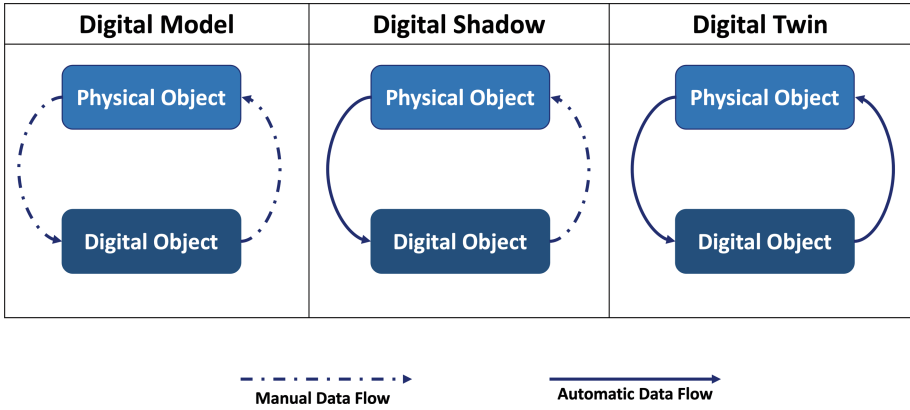 Digital Model
Digital Shadow
Digital Twin
Physical Object
Physical Object
Physical Object
Digital Object
Digital Object
Digital Object
Manual Data Flow
Automatic Data Flow